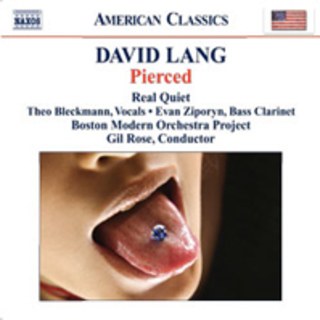 NAXOS
AMERICAN CLASSICS
DAVID LANG
Pierced
Real Quiet
Theo Bleckmann, Vocals • Evan Ziporyn, Bass Clarinet
Boston Modern Orchestra Project
Gil Rose, Conductor